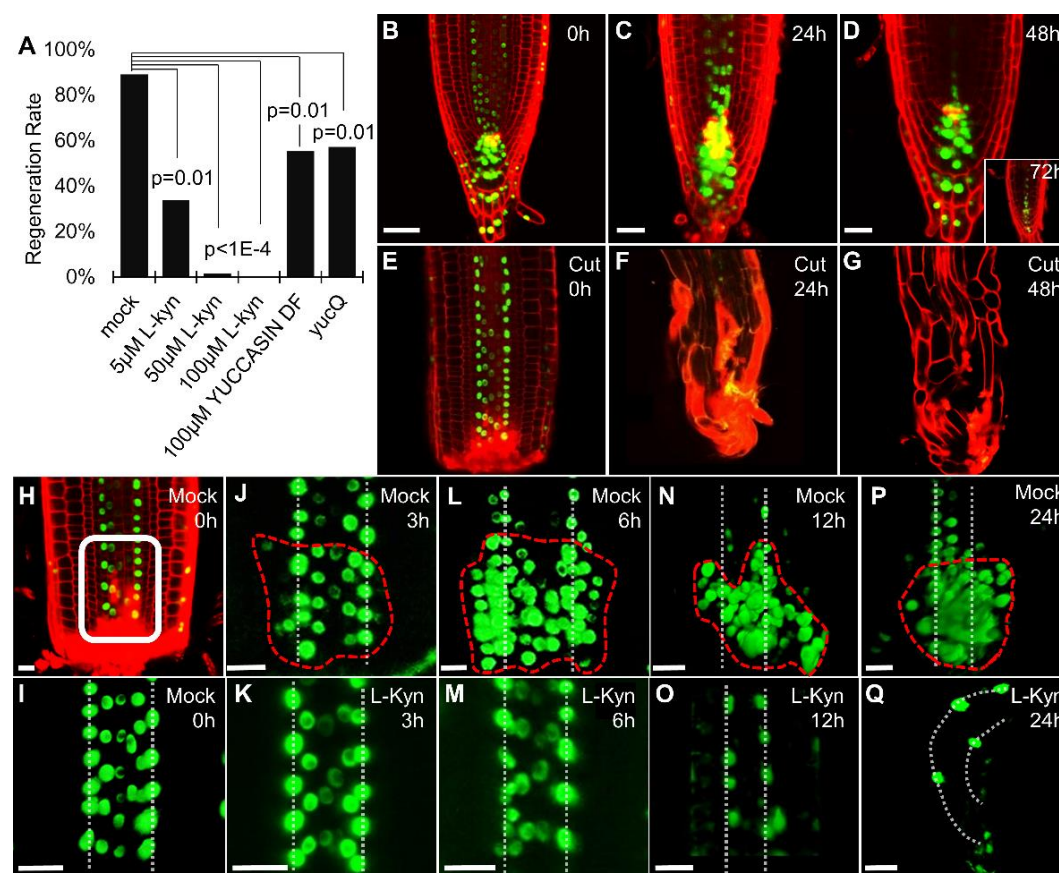 A
Regeneration Rate
100%
80%
60%
40%
20%
0%
p=0.01
p<1E-4
p=0.01
p=0.01
mock
5µM L-kyn
50µM L-kyn
100µM L-kyn
100µM YUCCASIN DF
yucQ
B 0h
C 24h
D 48h
72h
E Cut
0h
F Cut
24h
G Cut
48h
H Mock
0h
J Mock
3h
L Mock
6h
N Mock
12h
P Mock
24h
I Mock
0h
K L-Kyn
3h
M L-Kyn
6h
O L-Kyn
12h
Q L-Kyn
24h